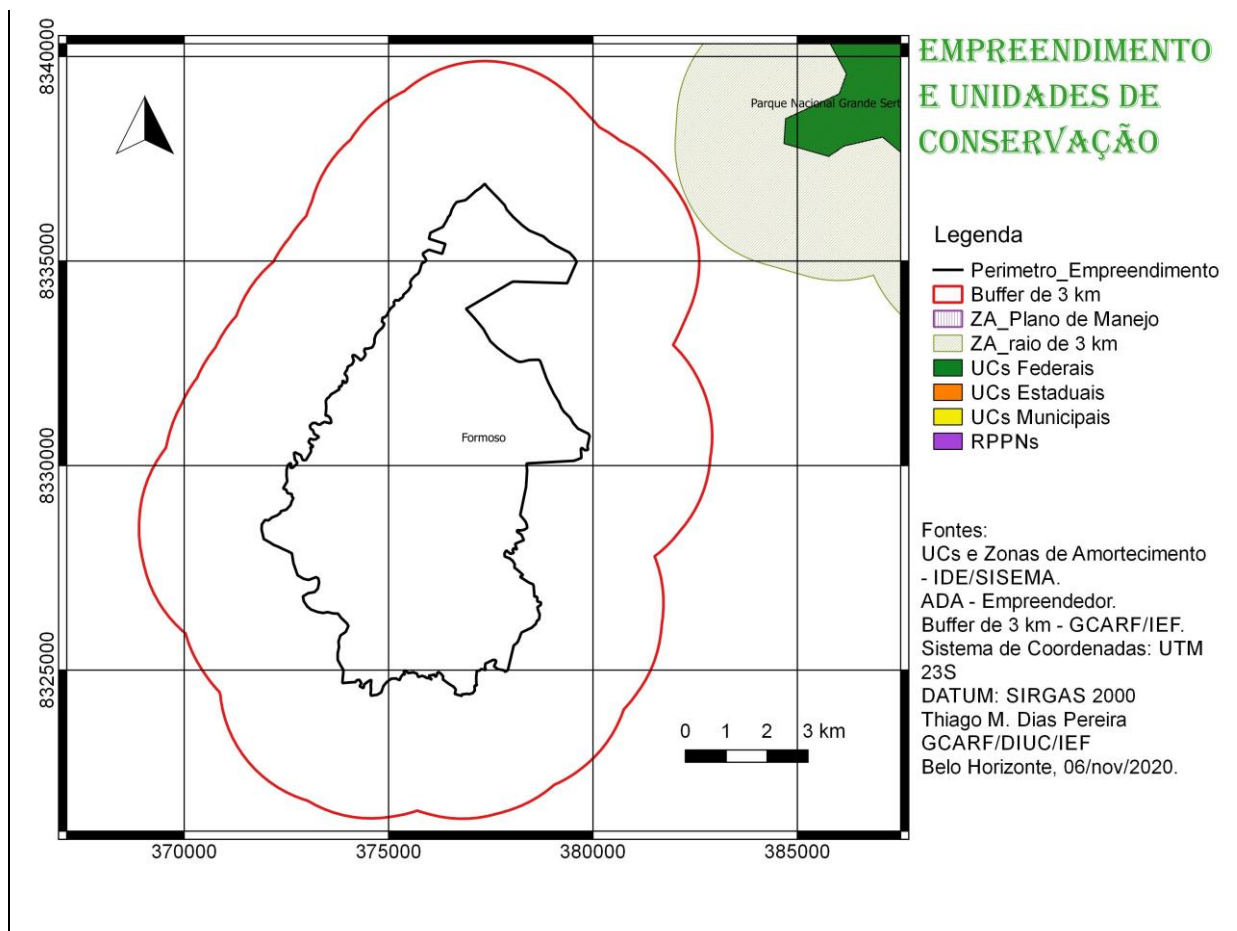 EMPREENDIMENTO
E UNIDADES DE
CONSERVAÇÃO
8340000
8335000
8330000
8325000
Parque Nacional Grande Sert
Formoso
0 1 2 3 km
370000 375000 380000 385000
Legenda
Perimetro_Empreendimento
Buffer de 3 km
ZA_Plano de Manejo
ZA_raio de 3 km
UCs Federais
UCs Estaduais
UCs Municipais
RPPNs
Fontes:
UCs e Zonas de Amortecimento
- IDE/SISEMA.
ADA - Empreendedor.
Buffer de 3 km - GCARF/IEF.
Sistema de Coordenadas: UTM
23S
DATUM: SIRGAS 2000
Thiago M. Dias Pereira
GCARF/DIUC/IEF
Belo Horizonte, 06/nov/2020.